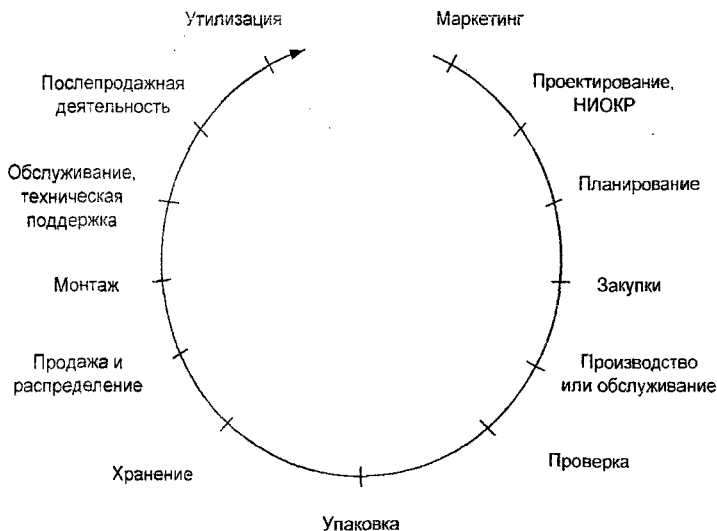 Утилизация
Маркетинг
Проектирование,
НИОКР
Планирование
Закупки
Производство
или обслуживание
Проверка
Упаковка
Хранение
Продажа и
распределение
Монтаж
Обслуживание,
техническая
поддержка
Послепродажная
деятельность